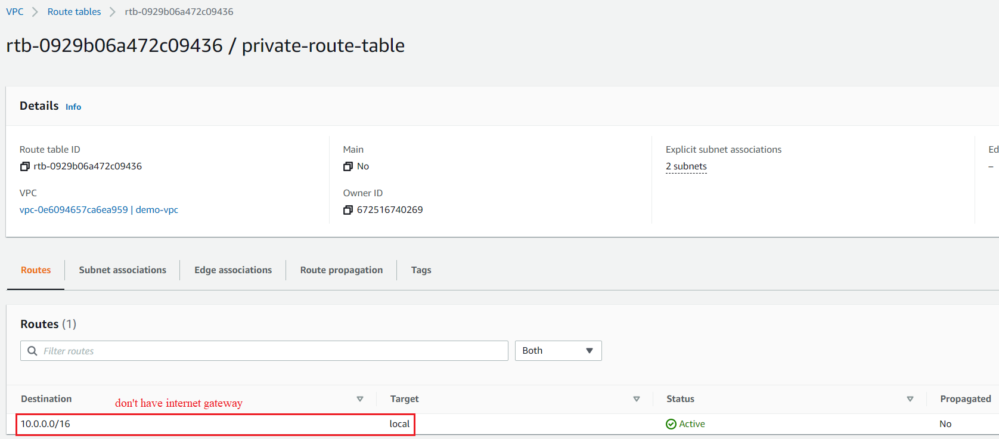 VPC > Route tables > rtb-0929b06a472c09436
rtb-0929b06a472c09436 / private-route-table
Details Info
Route table ID
rtb-0929b06a472c09436
Main
No
Explicit subnet associations
2 subnets
Ed
–
VPC
vpc-0e6094657ca6ea959 | demo-vpc
Owner ID
672516740269
Routes Subnet associations Edge associations Route propagation Tags
Routes (1)
Filter routes Both
Destination don't have internet gateway Target Status Propagated
10.0.0.0/16 local Active No